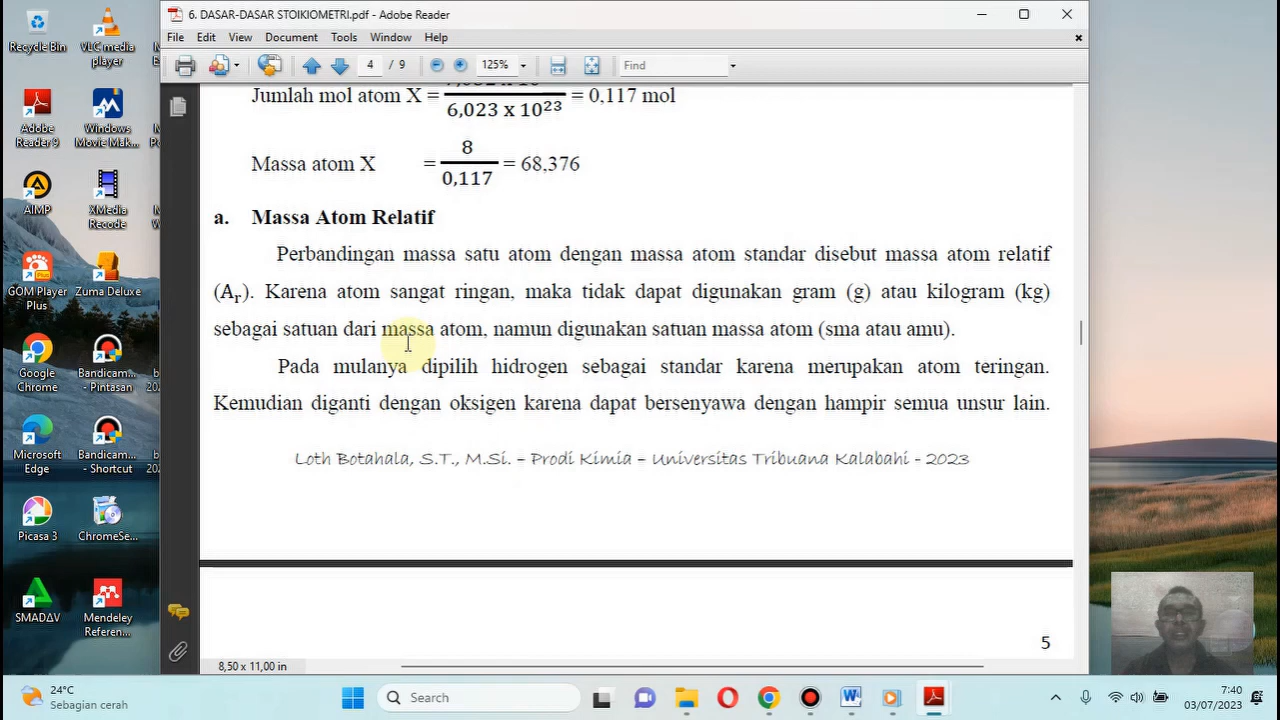 6. DASAR-DASAR STOIKIOMETRI.pdf - Adobe Reader
File Edit View Document Tools Window Help
4 / 9 125% Find
Jumlah mol atom X = / 6,023 x 10²³ = 0,117 mol
Massa atom X = 8 / 0,117 = 68,376
a. Massa Atom Relatif
Perbandingan massa satu atom dengan massa atom standar disebut massa atom relatif
(Aᵣ). Karena atom sangat ringan, maka tidak dapat digunakan gram (g) atau kilogram (kg)
sebagai satuan dari massa atom, namun digunakan satuan massa atom (sma atau amu).
Pada mulanya dipilih hidrogen sebagai standar karena merupakan atom teringan.
Kemudian diganti dengan oksigen karena dapat bersenyawa dengan hampir semua unsur lain.
Loth Botahala, S.T., M.Si. – Prodi Kimia – Universitas Tribuana Kalabahi - 2023
5
8,50 x 11,00 in
Recycle Bin
VLC media
player
Adobe
Reader 9
Windows
Movie Mak...
AIMP
XMedia
Recode
GOM Player
Plus
Zuma Deluxe
Google
Chrome
Bandicam...
- Pintasan
Microsoft
Edge
Bandicam...
- Shortcut
Picasa 3
ChromeSe...
SMADΔV
Mendeley
Referen...
24°C
Sebagian cerah
Search
7:40
03/07/2023